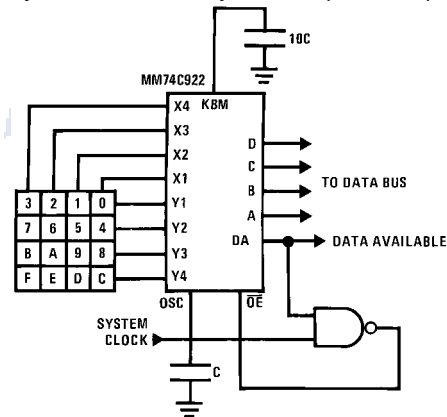 10C
MM74C922
X4 KBM
X3
X2
X1
Y1
Y2
Y3
Y4
D
C
B
A
DA
TO DATA BUS
DATA AVAILABLE
3 2 1 0
7 6 5 4
B A 9 8
F E D C
OSC OE
SYSTEM
CLOCK
C